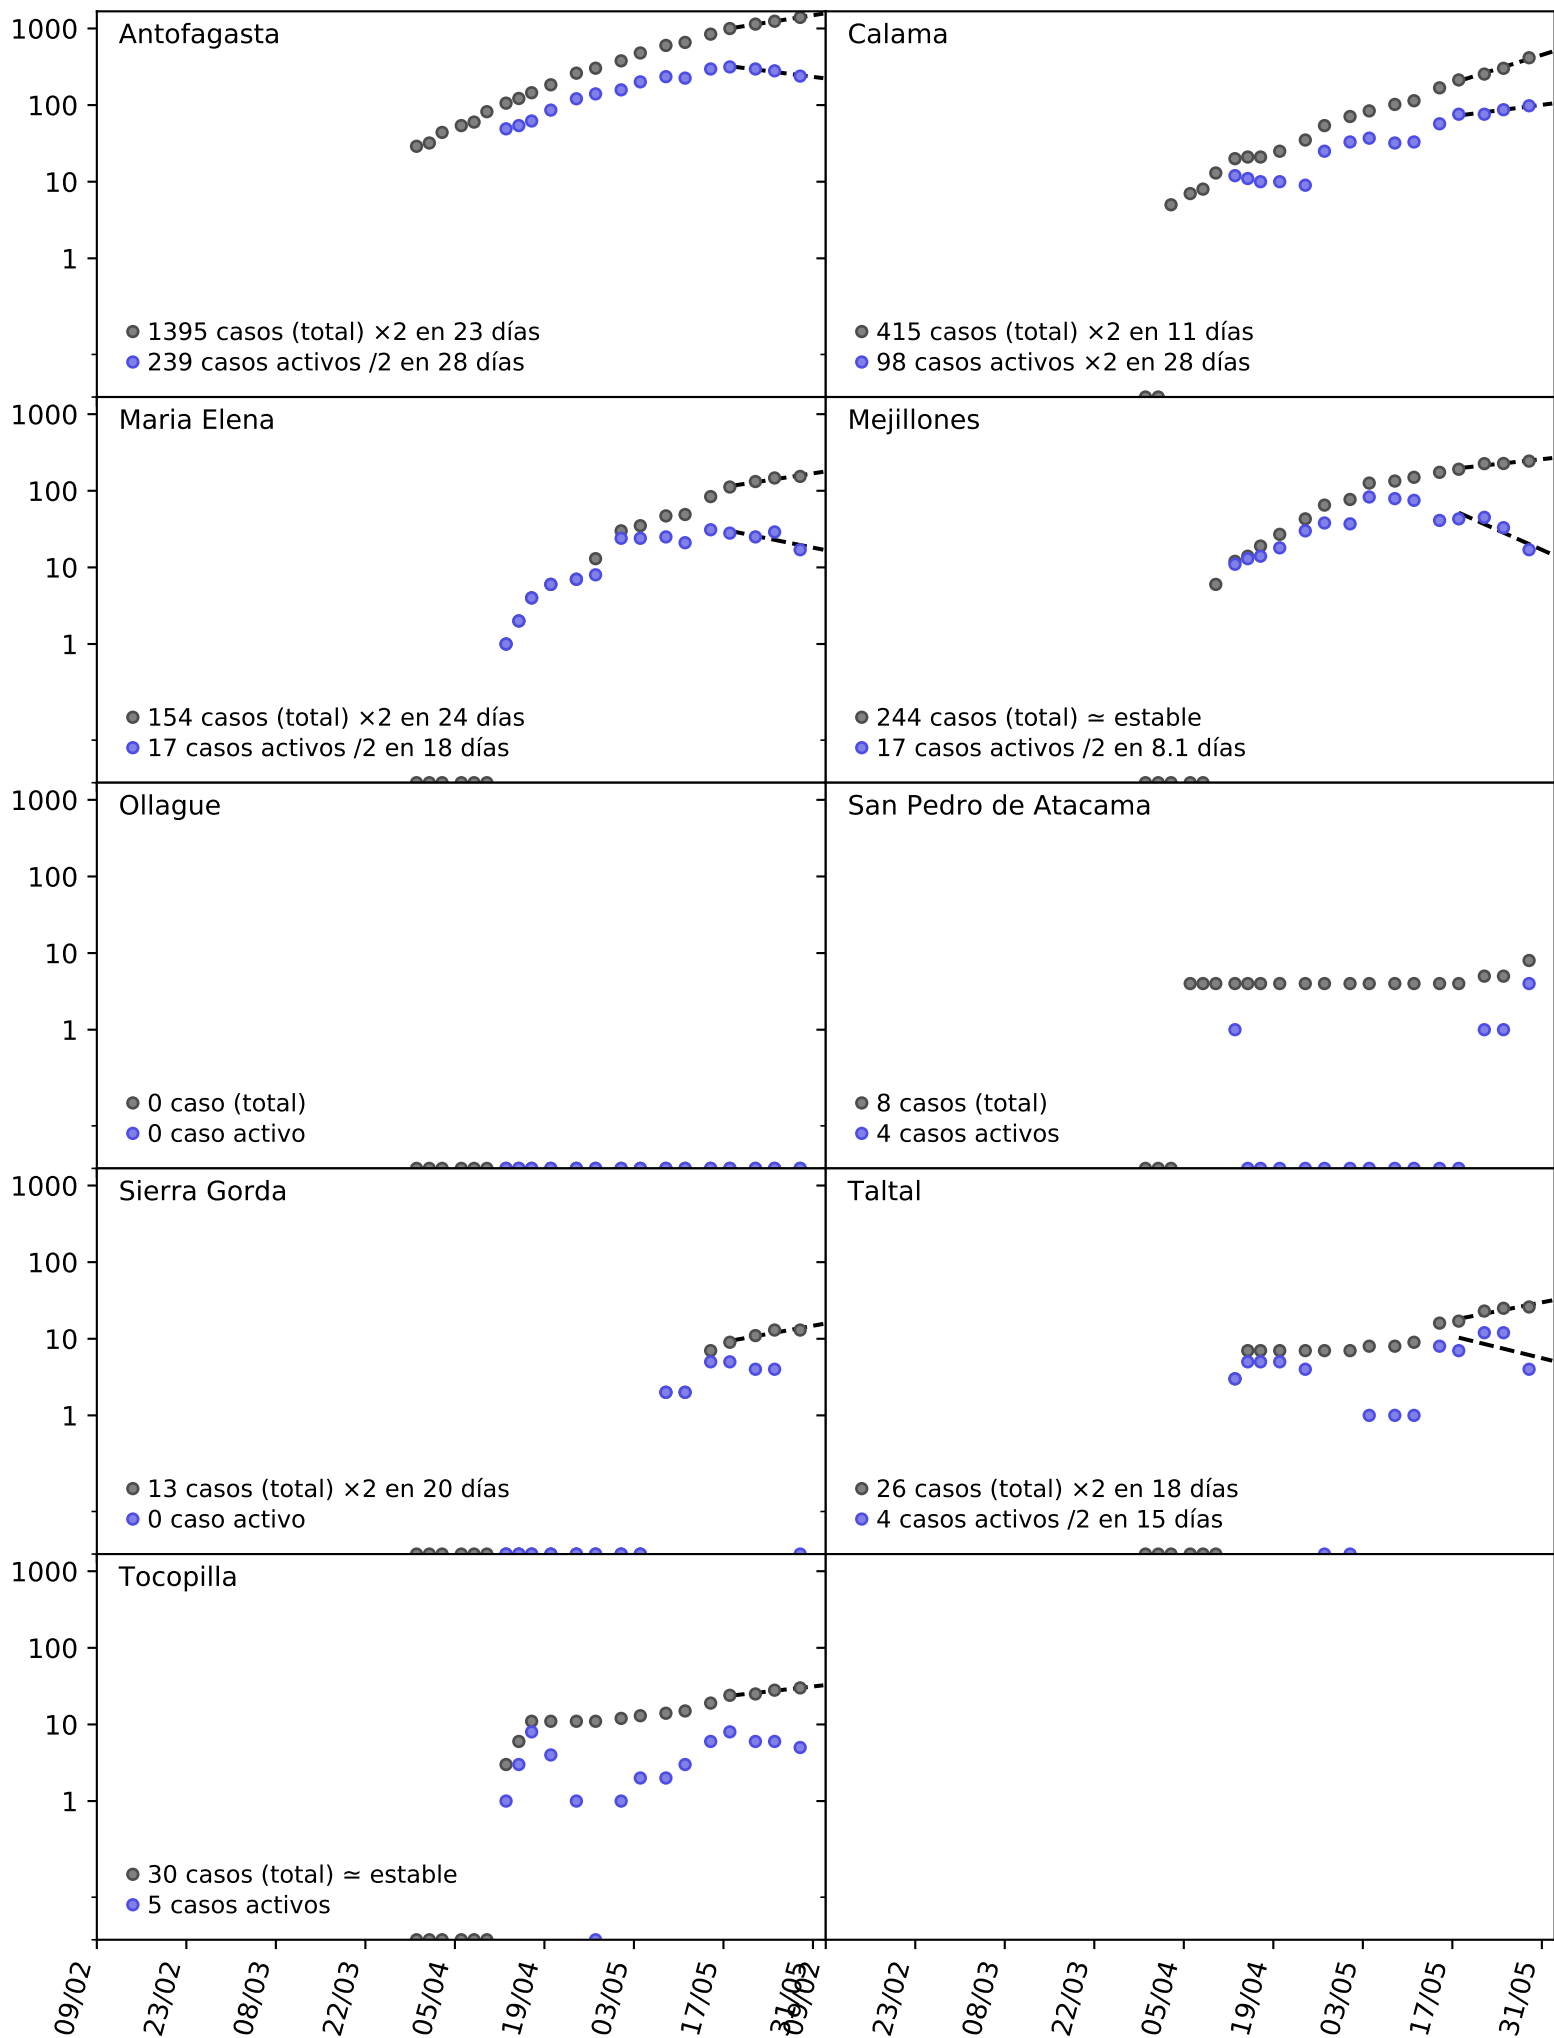 Antofagasta
1000
100
10
1
1395 casos (total) ×2 en 23 días
239 casos activos /2 en 28 días
Calama
415 casos (total) ×2 en 11 días
98 casos activos ×2 en 28 días
Maria Elena
1000
100
10
1
154 casos (total) ×2 en 24 días
17 casos activos /2 en 18 días
Mejillones
244 casos (total) ≃ estable
17 casos activos /2 en 8.1 días
Ollague
1000
100
10
1
0 caso (total)
0 caso activo
San Pedro de Atacama
8 casos (total)
4 casos activos
Sierra Gorda
1000
100
10
1
13 casos (total) ×2 en 20 días
0 caso activo
Taltal
26 casos (total) ×2 en 18 días
4 casos activos /2 en 15 días
Tocopilla
1000
100
10
1
30 casos (total) ≃ estable
5 casos activos
09/02
23/02
08/03
22/03
05/04
19/04
03/05
17/05
31/05
09/02
23/02
08/03
22/03
05/04
19/04
03/05
17/05
31/05